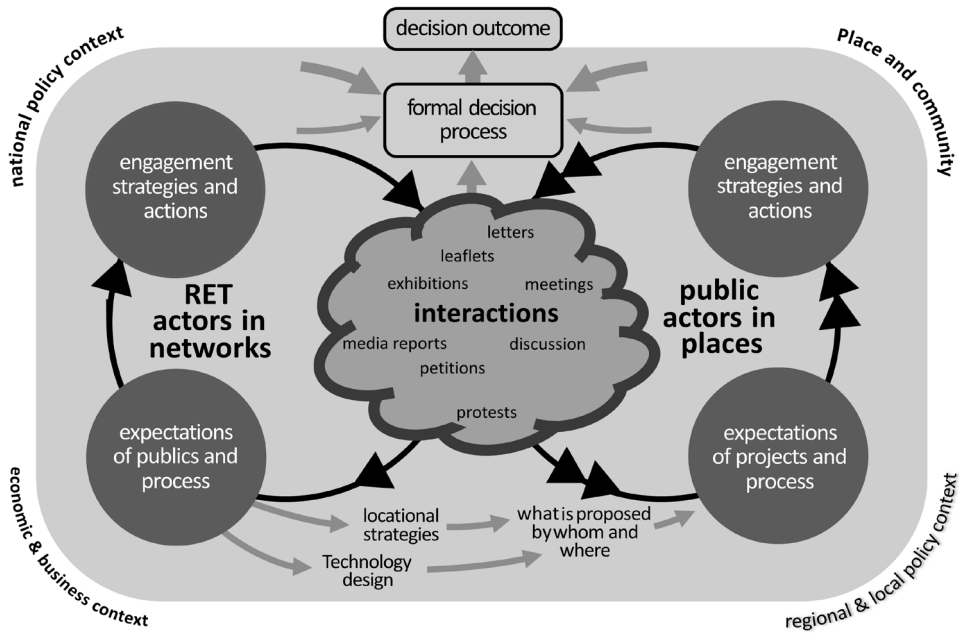 decision outcome
national policy context
Place and community
formal decision
process
engagement
strategies and
actions
engagement
strategies and
actions
letters
leaflets
exhibitions
meetings
interactions
media reports
discussion
petitions
protests
RET
actors in
networks
public
actors in
places
expectations
of publics and
process
expectations
of projects and
process
locational
strategies
what is proposed
by whom and
where
Technology
design
economic & business context
regional & local policy context